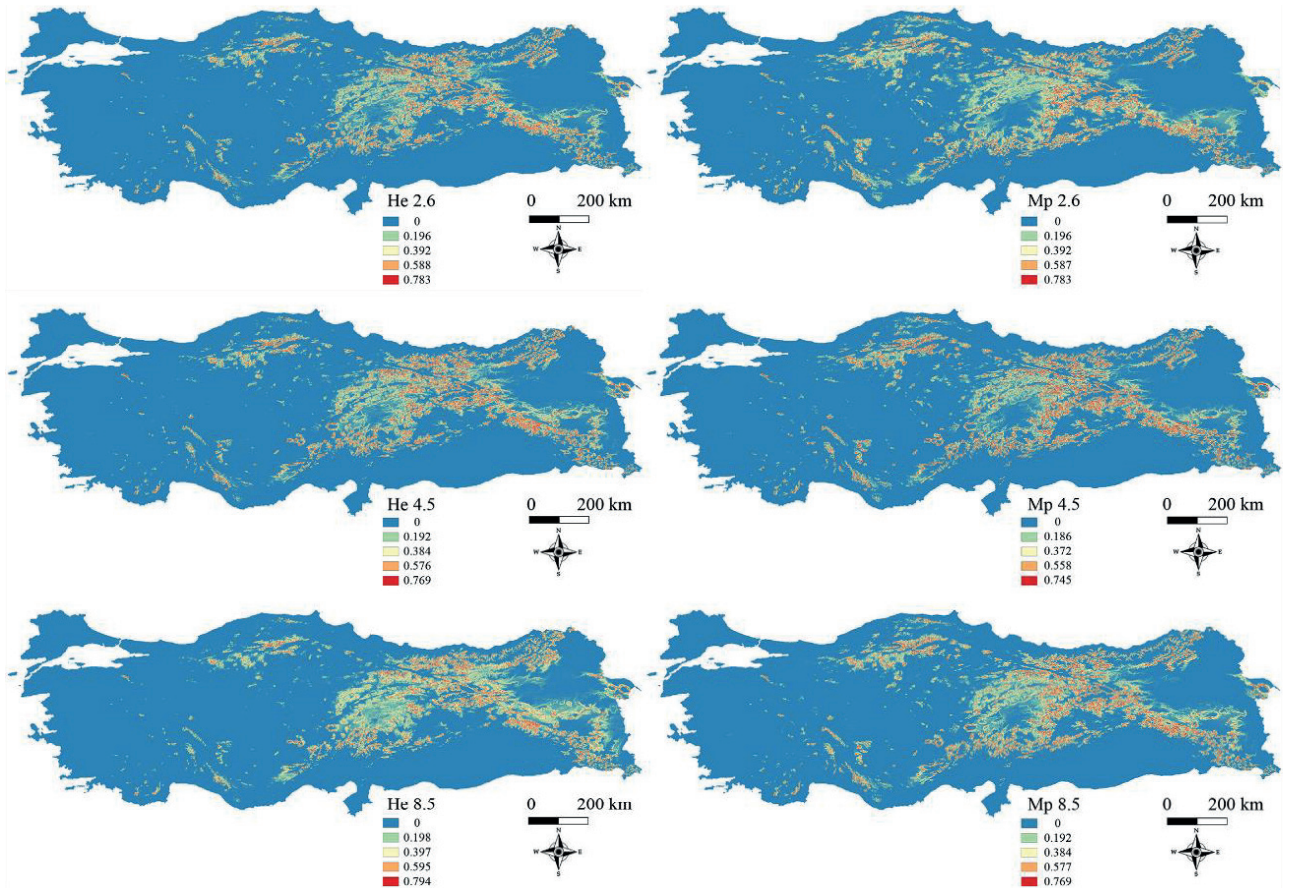 He 2.6
0 200 km
0
0.196
0.392
0.588
0.783
N
W E
S
Mp 2.6
0 200 km
0
0.196
0.392
0.587
0.783
N
W E
S
He 4.5
0 200 km
0
0.192
0.384
0.576
0.769
N
W E
S
Mp 4.5
0 200 km
0
0.186
0.372
0.558
0.745
N
W E
S
He 8.5
0 200 km
0
0.198
0.397
0.595
0.794
N
W E
S
Mp 8.5
0 200 km
0
0.192
0.384
0.577
0.769
N
W E
S